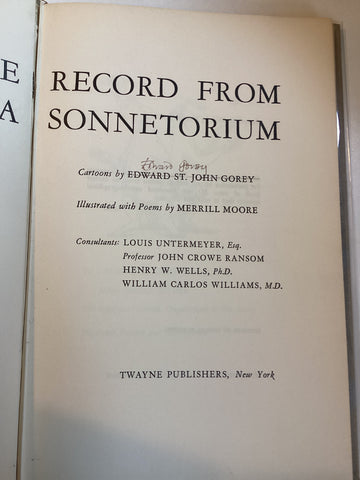 E
A
RECORD FROM
SONNETORIUM
Edward Gorey
Cartoons by EDWARD ST. JOHN GOREY
Illustrated with Poems by MERRILL MOORE
Consultants: LOUIS UNTERMEYER, Esq.
Professor JOHN CROWE RANSOM
HENRY W. WELLS, Ph.D.
WILLIAM CARLOS WILLIAMS, M.D.
TWAYNE PUBLISHERS, New York